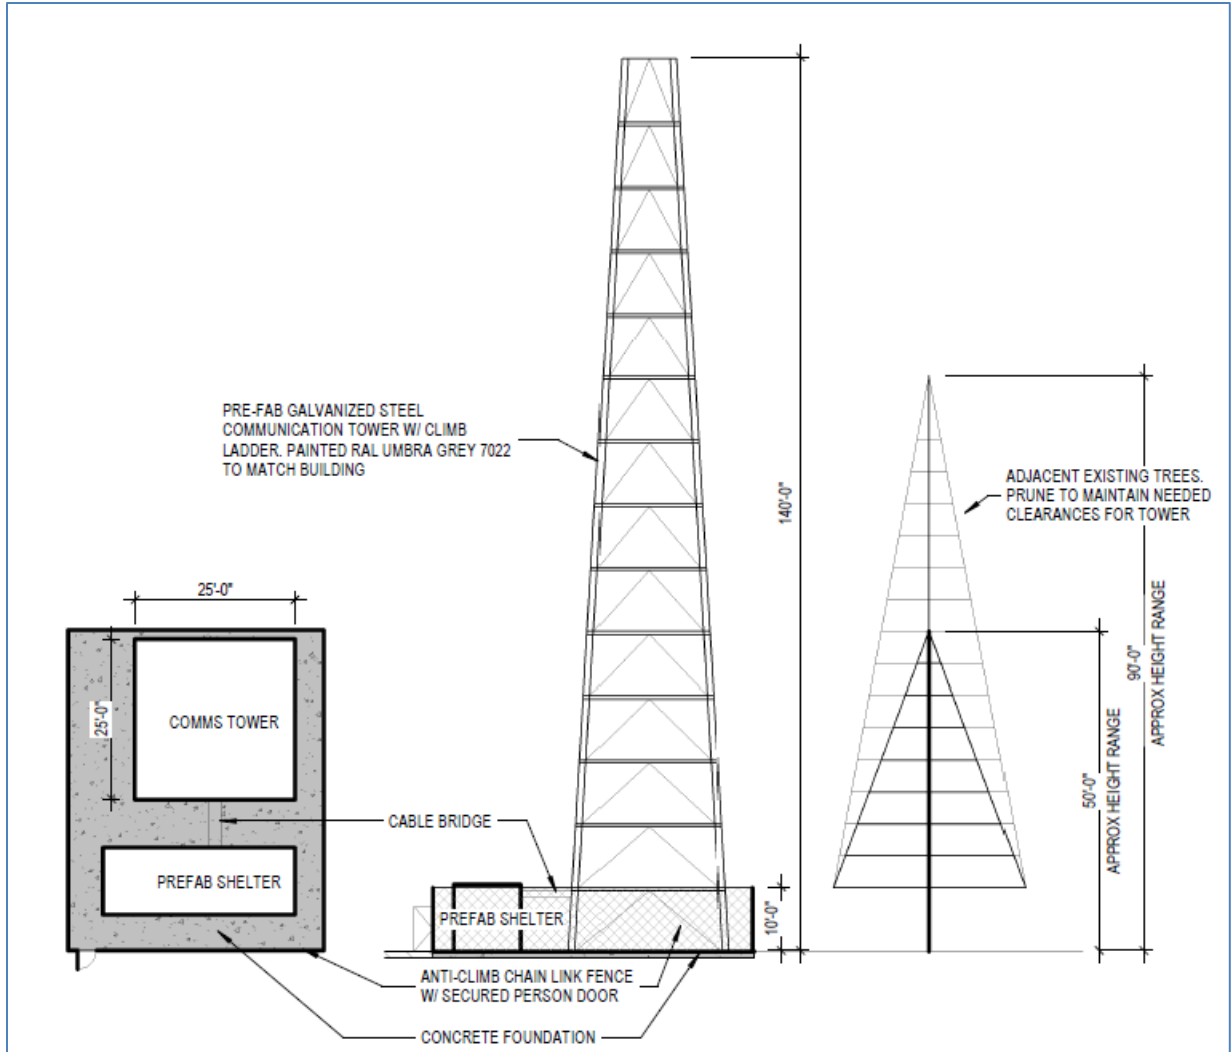 PRE-FAB GALVANIZED STEEL
COMMUNICATION TOWER W/ CLIMB
LADDER. PAINTED RAL UMBRA GREY 7022
TO MATCH BUILDING
140'-0"
ADJACENT EXISTING TREES.
PRUNE TO MAINTAIN NEEDED
CLEARANCES FOR TOWER
90'-0"
APPROX HEIGHT RANGE
50'-0"
APPROX HEIGHT RANGE
25'-0"
25'-0"
COMMS TOWER
CABLE BRIDGE
PREFAB SHELTER
PREFAB SHELTER
10'-0"
ANTI-CLIMB CHAIN LINK FENCE
W/ SECURED PERSON DOOR
CONCRETE FOUNDATION